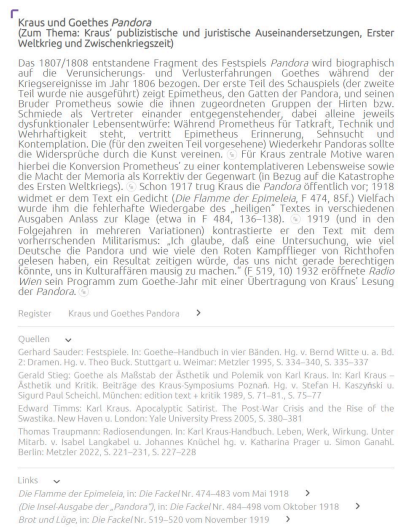 Kraus und Goethes Pandora
(Zum Thema: Kraus’ publizistische und juristische Auseinandersetzungen, Erster
Weltkrieg und Zwischenkriegszeit)
Das 1807/1808 entstandene Fragment des Festspiels Pandora wird biographisch
auf die Verunsicherungs- und Verlusterfahrungen Goethes während der
Kriegsereignisse im Jahr 1806 bezogen. Der erste Teil des Schauspiels (der zweite
Teil wurde nie ausgeführt) zeigt Epimetheus, den Gatten der Pandora, und seinen
Bruder Prometheus sowie die ihnen zugeordneten Gruppen der Hirten bzw.
Schmiede als Vertreter einander entgegenstehender, dabei alleine jeweils
dysfunktionaler Lebensentwürfe: Während Prometheus für Tatkraft, Technik und
Wehrhaftigkeit steht, vertritt Epimetheus Erinnerung, Sehnsucht und
Kontemplation. Die (für den zweiten Teil vorgesehene) Wiederkehr Pandoras sollte
die Widersprüche durch die Kunst vereinen. Für Kraus zentrale Motive waren
hierbei die Konversion Prometheus’ zu einer kontemplativeren Lebensweise sowie
die Macht der Memoria als Korrektiv der Gegenwart (in Bezug auf die Katastrophe
des Ersten Weltkriegs). Schon 1917 trug Kraus die Pandora öffentlich vor; 1918
widmet er dem Text ein Gedicht (Die Flamme der Epimeleia, F 474, 85f.) Vielfach
wurde ihm die fehlerhafte Wiedergabe des „heiligen” Textes in verschiedenen
Ausgaben Anlass zur Klage (etwa in F 484, 136–138). 1919 (und in den
Folgejahren in mehreren Variationen) kontrastierte er den Text mit dem
vorherrschenden Militarismus: „Ich glaube, daß eine Untersuchung, wie viel
Deutsche die Pandora und wie viele den Roten Kampfflieger von Richthofen
gelesen haben, ein Resultat zeitigen würde, das uns nicht gerade berechtigen
könnte, uns in Kulturaffären mausig zu machen.” (F 519, 10) 1932 eröffnete Radio
Wien sein Programm zum Goethe-Jahr mit einer Übertragung von Kraus’ Lesung
der Pandora.
Register Kraus und Goethes Pandora
Quellen
Gerhard Sauder: Festspiele. In: Goethe–Handbuch in vier Bänden. Hg. v. Bernd Witte u. a. Bd.
2: Dramen. Hg. v. Theo Buck. Stuttgart u. Weimar: Metzler 1995, S. 334–340, S. 335–337
Gerald Stieg: Goethe als Maßstab der Ästhetik und Polemik von Karl Kraus. In: Karl Kraus –
Ästhetik und Kritik. Beiträge des Kraus-Symposiums Poznań. Hg. v. Stefan H. Kaszyński u.
Sigurd Paul Scheichl. München: edition text + kritik 1989, S. 71–81., S. 75–77
Edward Timms: Karl Kraus. Apocalyptic Satirist. The Post-War Crisis and the Rise of the
Swastika. New Haven u. London: Yale University Press 2005, S. 380–381
Thomas Traupmann: Radiosendungen. In: Karl Kraus-Handbuch. Leben, Werk, Wirkung. Unter
Mitarb. v. Isabel Langkabel u. Johannes Knüchel hg. v. Katharina Prager u. Simon Ganahl.
Berlin: Metzler 2022, S. 221–231, S. 227–228
Links
Die Flamme der Epimeleia, in: Die Fackel Nr. 474–483 vom Mai 1918
(Die Insel-Ausgabe der „Pandora”), in: Die Fackel Nr. 484–498 vom Oktober 1918
Brot und Lüge, in: Die Fackel Nr. 519–520 vom November 1919